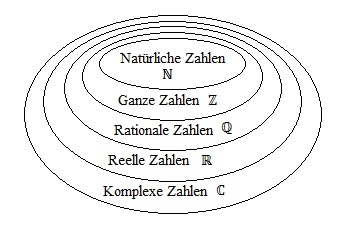 Natürliche Zahlen
ℕ
Ganze Zahlen ℤ
Rationale Zahlen ℚ
Reelle Zahlen ℝ
Komplexe Zahlen ℂ